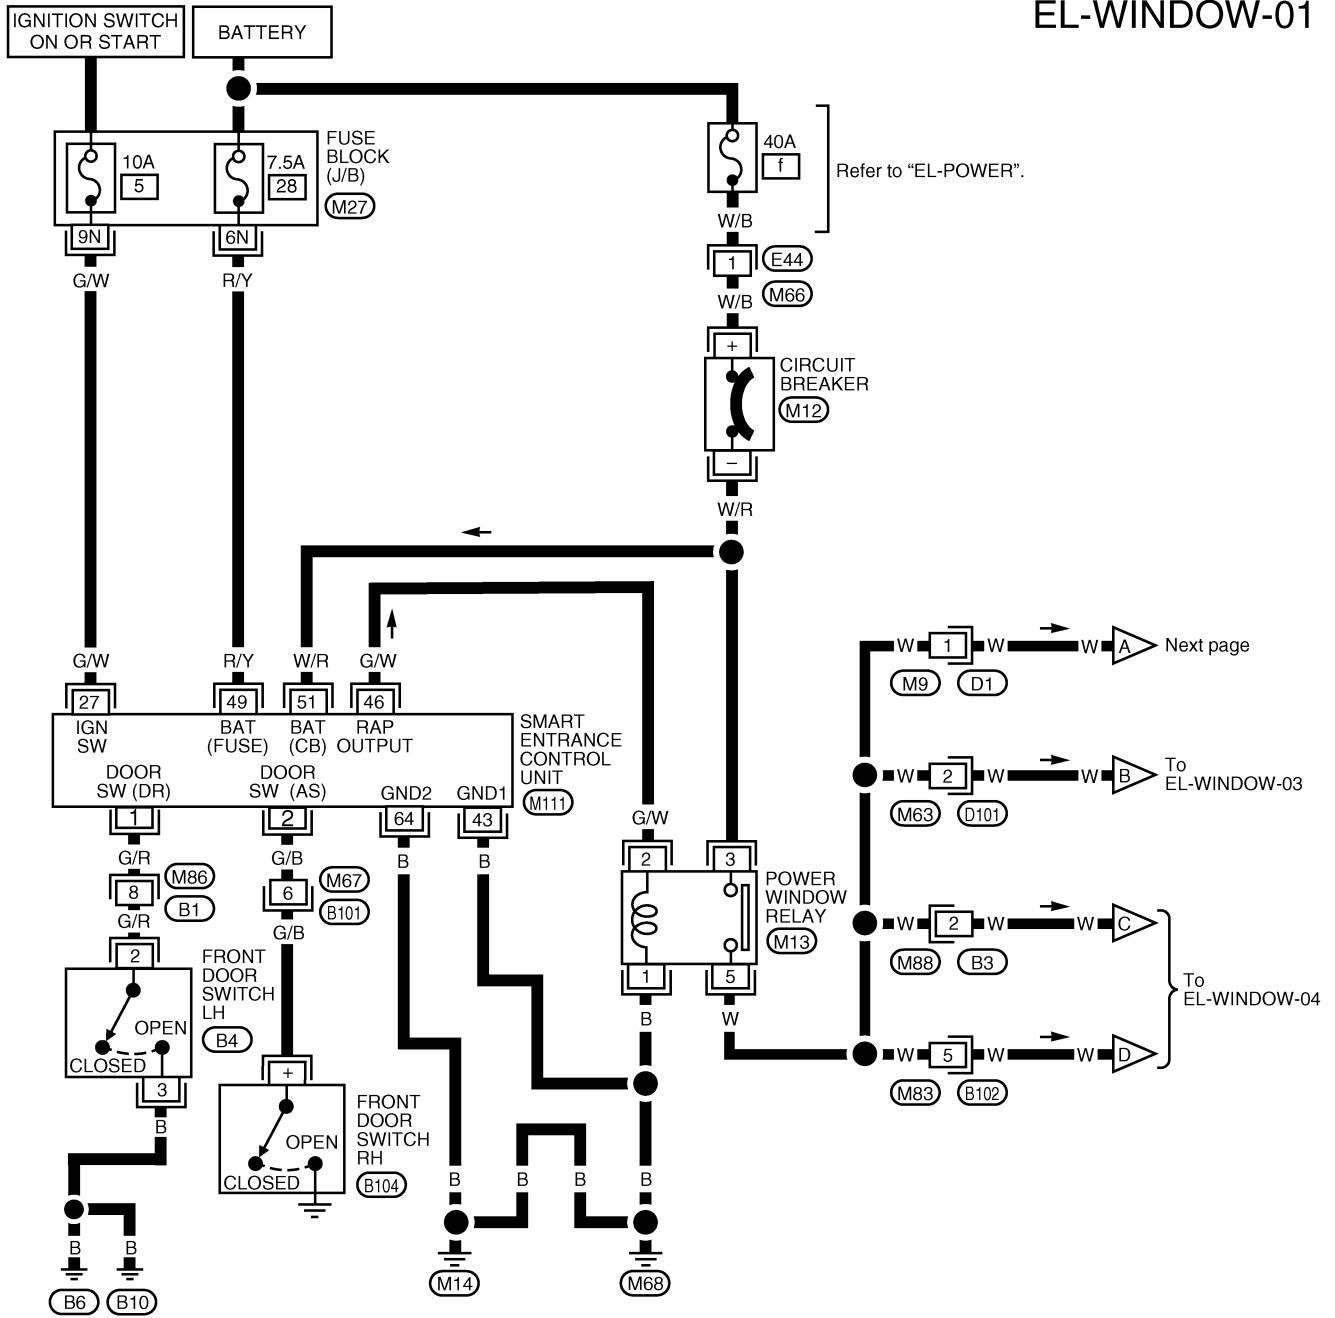 EL-WINDOW-01
IGNITION SWITCH
ON OR START
BATTERY
10A
5
7.5A
28
FUSE
BLOCK
(J/B)
M27
40A
f
Refer to “EL-POWER”.
9N
6N
G/W
R/Y
W/B
1
E44
M66
W/B
+
CIRCUIT
BREAKER
M12
–
W/R
G/W
R/Y
W/R
G/W
27
49
51
46
IGN
SW
BAT
(FUSE)
BAT
(CB)
RAP
OUTPUT
DOOR
SW (DR)
DOOR
SW (AS)
GND2
GND1
SMART
ENTRANCE
CONTROL
UNIT
M111
1
2
64
43
G/R
G/B
B
B
8
M86
B1
6
M67
B101
G/R
G/B
2
FRONT
DOOR
SWITCH
LH
B4
OPEN
CLOSED
3
B
B
B
B6
B10
+
FRONT
DOOR
SWITCH
RH
B104
OPEN
CLOSED
G/W
2
3
POWER
WINDOW
RELAY
M13
1
5
B
W
B
B
B
B
M14
M68
W
1
W
W
A
Next page
M9
D1
W
2
W
W
B
To
EL-WINDOW-03
M63
D101
W
2
W
W
C
M88
B3
To
EL-WINDOW-04
W
5
W
W
D
M83
B102